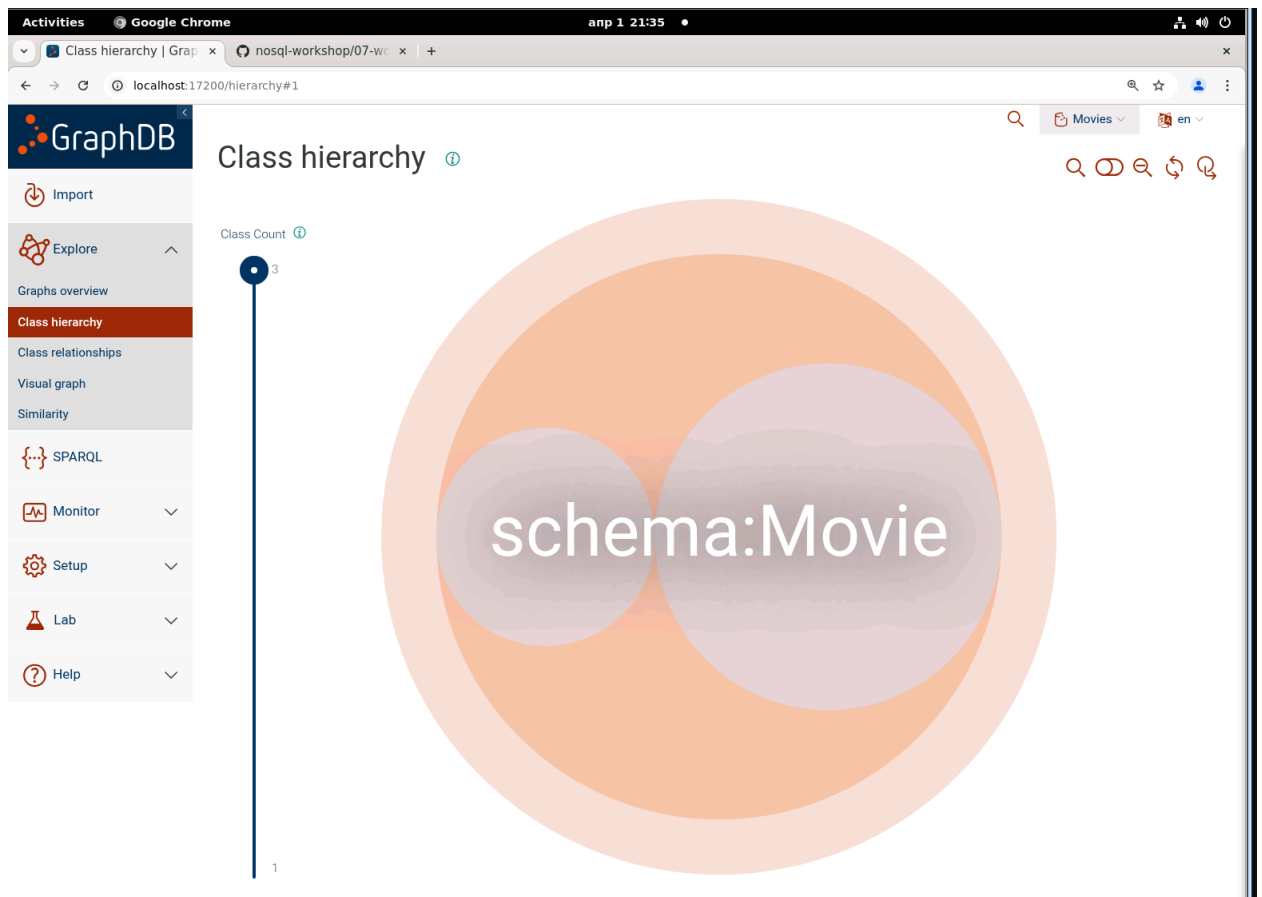 Activities Google Chrome апр 1 21:35
Class hierarchy | Grap nosql-workshop/07-wo
localhost:17200/hierarchy#1
GraphDB
Movies en
Class hierarchy
Import
Explore
Graphs overview
Class hierarchy
Class relationships
Visual graph
Similarity
SPARQL
Monitor
Setup
Lab
Help
Class Count
3
1
schema:Movie